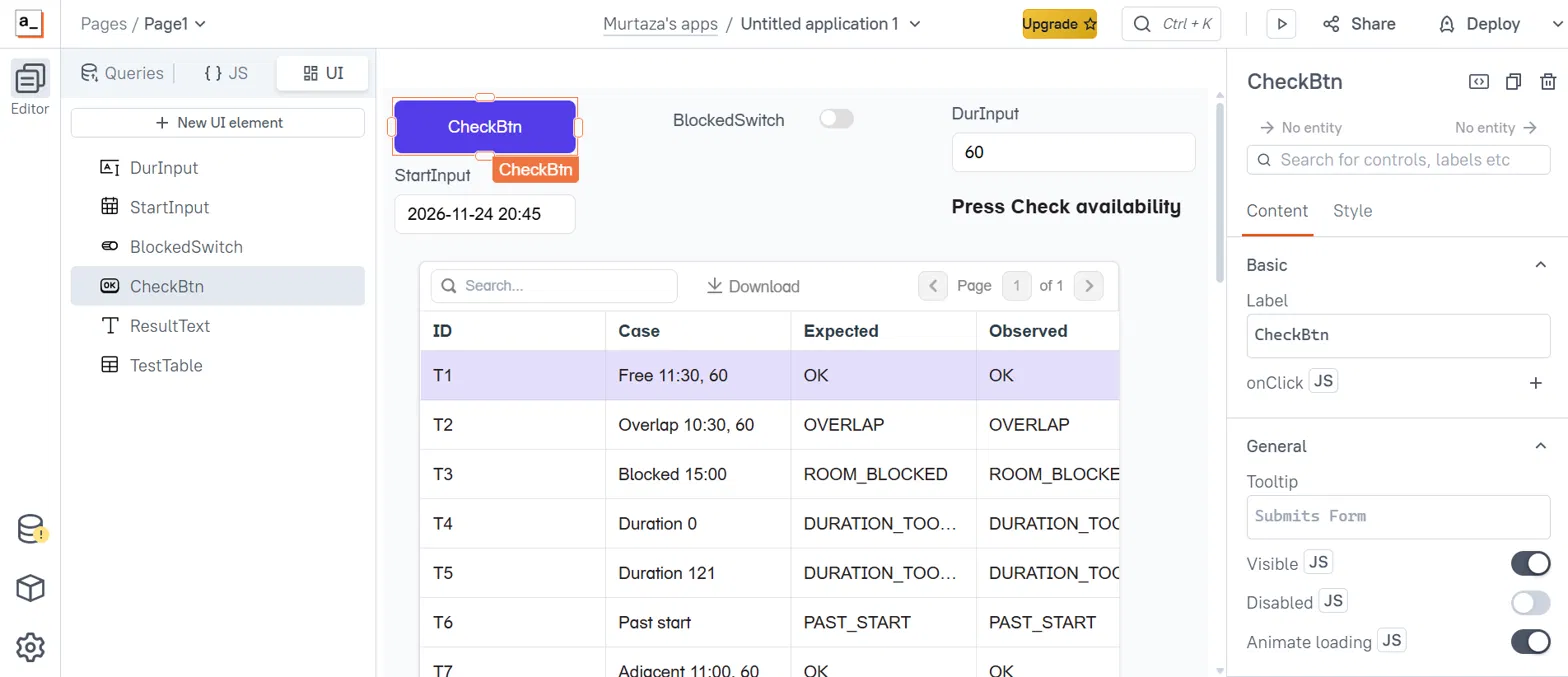 a_
Pages / Page1
Murtaza's apps / Untitled application 1
Upgrade
Ctrl + K
Share
Deploy
Editor
Queries
{ } JS
UI
+ New UI element
DurInput
StartInput
BlockedSwitch
OK CheckBtn
ResultText
TestTable
CheckBtn
CheckBtn
BlockedSwitch
DurInput
60
StartInput
2026-11-24 20:45
Press Check availability
Search...
Download
Page 1 of 1
ID Case Expected Observed
T1 Free 11:30, 60 OK OK
T2 Overlap 10:30, 60 OVERLAP OVERLAP
T3 Blocked 15:00 ROOM_BLOCKED ROOM_BLOCKE
T4 Duration 0 DURATION_TOO... DURATION_TOO
T5 Duration 121 DURATION_TOO... DURATION_TOO
T6 Past start PAST_START PAST_START
T7 Adjacent 11:00, 60 OK OK
CheckBtn
No entity
No entity
Search for controls, labels etc
Content
Style
Basic
Label
CheckBtn
onClick JS
General
Tooltip
Submits Form
Visible JS
Disabled JS
Animate loading JS